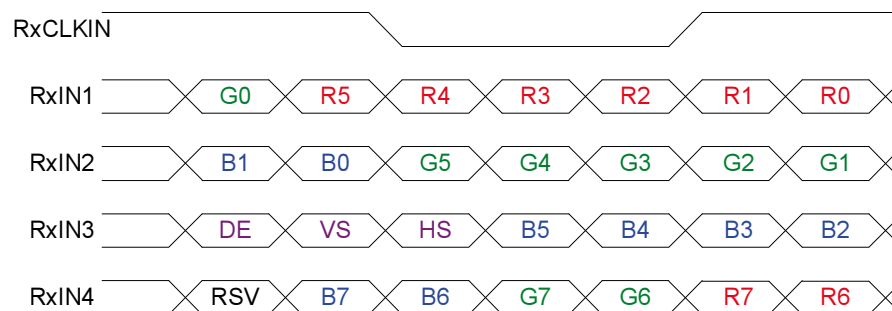 RxCLKIN
RxIN1 G0 R5 R4 R3 R2 R1 R0
RxIN2 B1 B0 G5 G4 G3 G2 G1
RxIN3 DE VS HS B5 B4 B3 B2
RxIN4 RSV B7 B6 G7 G6 R7 R6